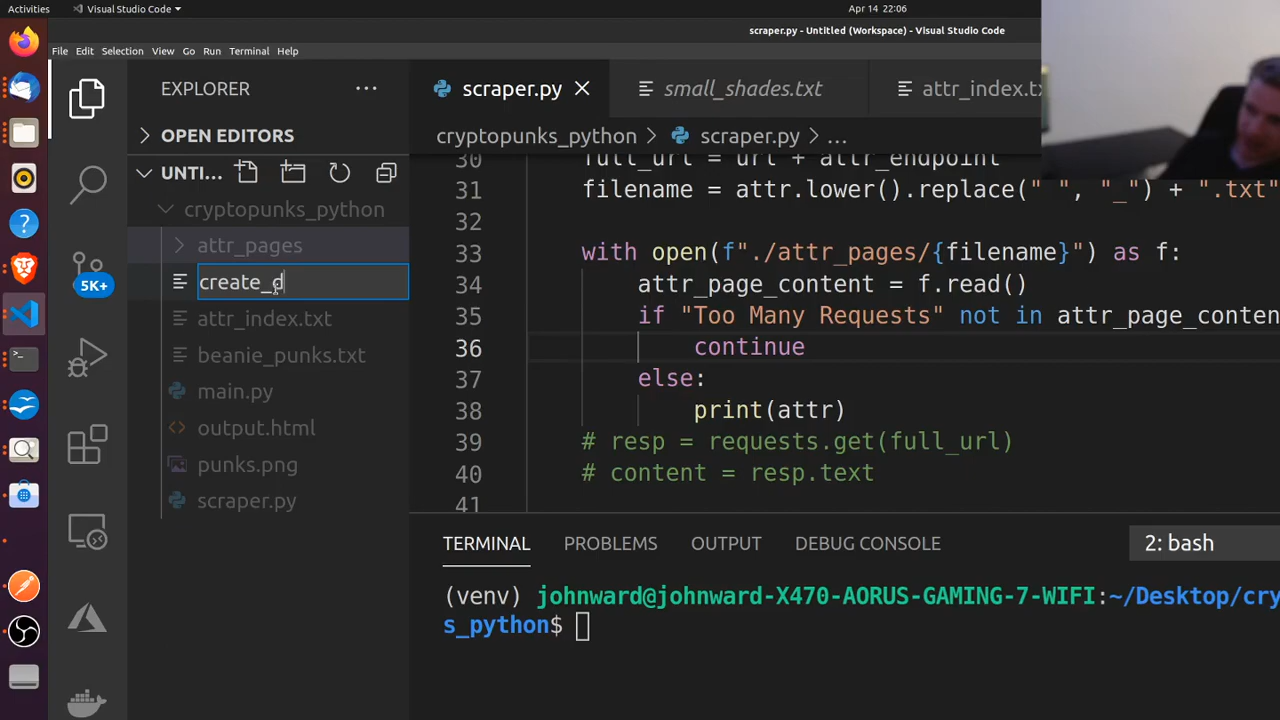 Activities
Visual Studio Code
Apr 14 22:06
scraper.py - Untitled (Workspace) - Visual Studio Code
File Edit Selection View Go Run Terminal Help
EXPLORER
scraper.py
small_shades.txt
attr_index.tx
OPEN EDITORS
cryptopunks_python > scraper.py > ...
UNTI...
cryptopunks_python
attr_pages
create_d
attr_index.txt
beanie_punks.txt
main.py
output.html
punks.png
scraper.py
5K+
30 full_url = url + attr_endpoint
31 filename = attr.lower().replace(" ", "_") + ".txt"
32
33 with open(f"./attr_pages/{filename}") as f:
34 attr_page_content = f.read()
35 if "Too Many Requests" not in attr_page_conten
36 continue
37 else:
38 print(attr)
39 # resp = requests.get(full_url)
40 # content = resp.text
41
TERMINAL PROBLEMS OUTPUT DEBUG CONSOLE
2: bash
(venv) johnward@johnward-X470-AORUS-GAMING-7-WIFI:~/Desktop/cry
s_python$